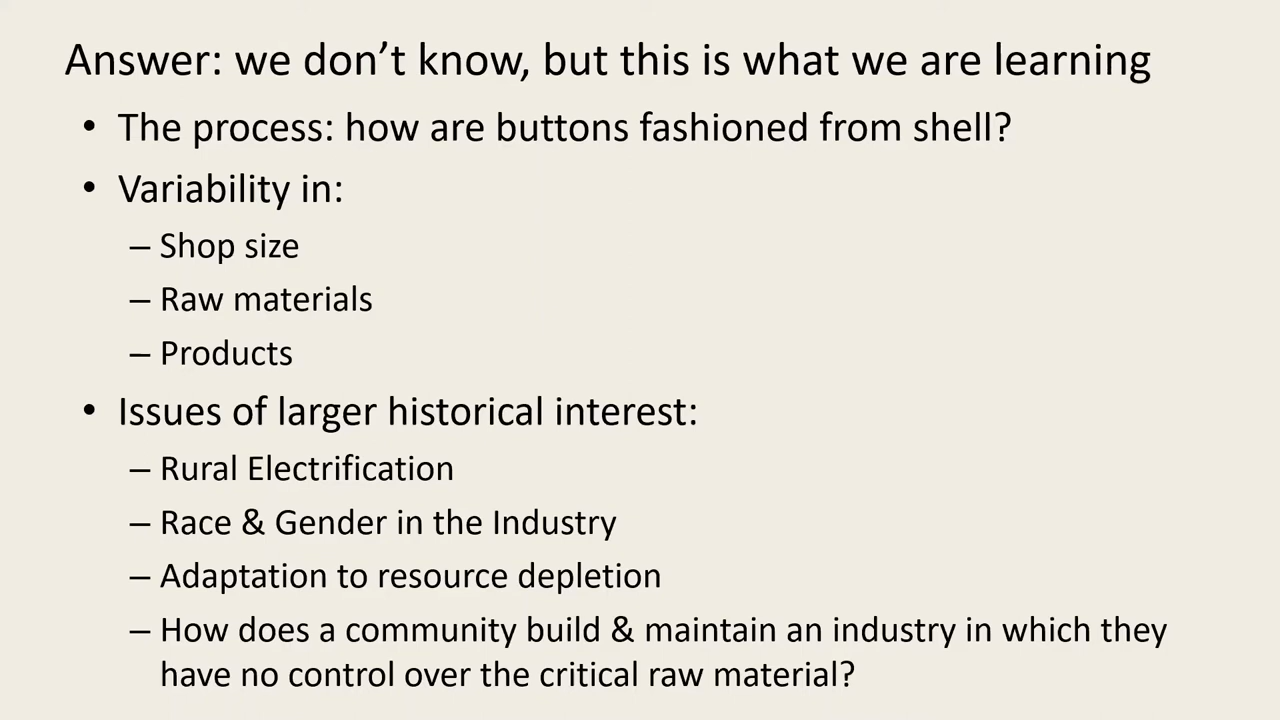 Answer: we don’t know, but this is what we are learning
• The process: how are buttons fashioned from shell?
• Variability in:
– Shop size
– Raw materials
– Products
• Issues of larger historical interest:
– Rural Electrification
– Race & Gender in the Industry
– Adaptation to resource depletion
– How does a community build & maintain an industry in which they
have no control over the critical raw material?